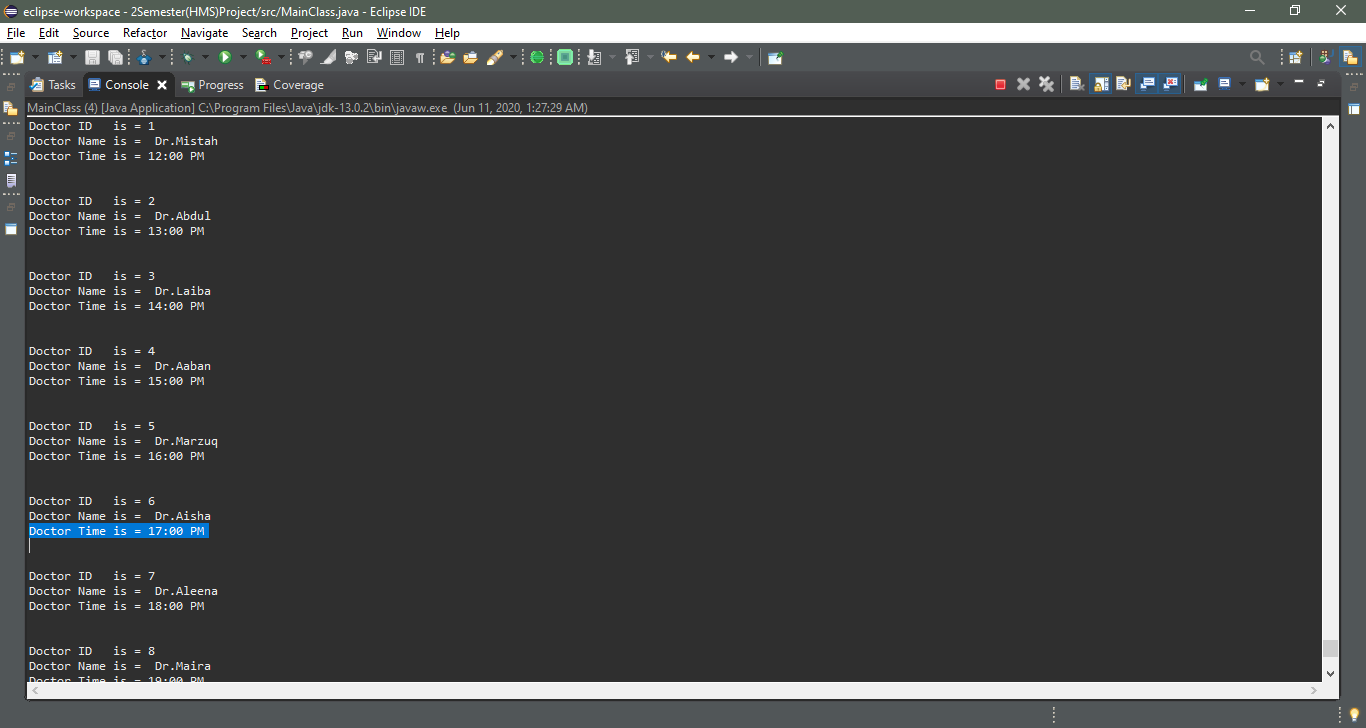 eclipse-workspace - 2Semester(HMS)Project/src/MainClass.java - Eclipse IDE
File Edit Source Refactor Navigate Search Project Run Window Help
Tasks Console Progress Coverage
MainClass (4) [Java Application] C:\Program Files\Java\jdk-13.0.2\bin\javaw.exe (Jun 11, 2020, 1:27:29 AM)
Doctor ID   is = 1
Doctor Name is =  Dr.Mistah
Doctor Time is = 12:00 PM
Doctor ID   is = 2
Doctor Name is =  Dr.Abdul
Doctor Time is = 13:00 PM
Doctor ID   is = 3
Doctor Name is =  Dr.Laiba
Doctor Time is = 14:00 PM
Doctor ID   is = 4
Doctor Name is =  Dr.Aaban
Doctor Time is = 15:00 PM
Doctor ID   is = 5
Doctor Name is =  Dr.Marzuq
Doctor Time is = 16:00 PM
Doctor ID   is = 6
Doctor Name is =  Dr.Aisha
Doctor Time is = 17:00 PM
Doctor ID   is = 7
Doctor Name is =  Dr.Aleena
Doctor Time is = 18:00 PM
Doctor ID   is = 8
Doctor Name is =  Dr.Maira
Doctor Time is = 19:00 PM